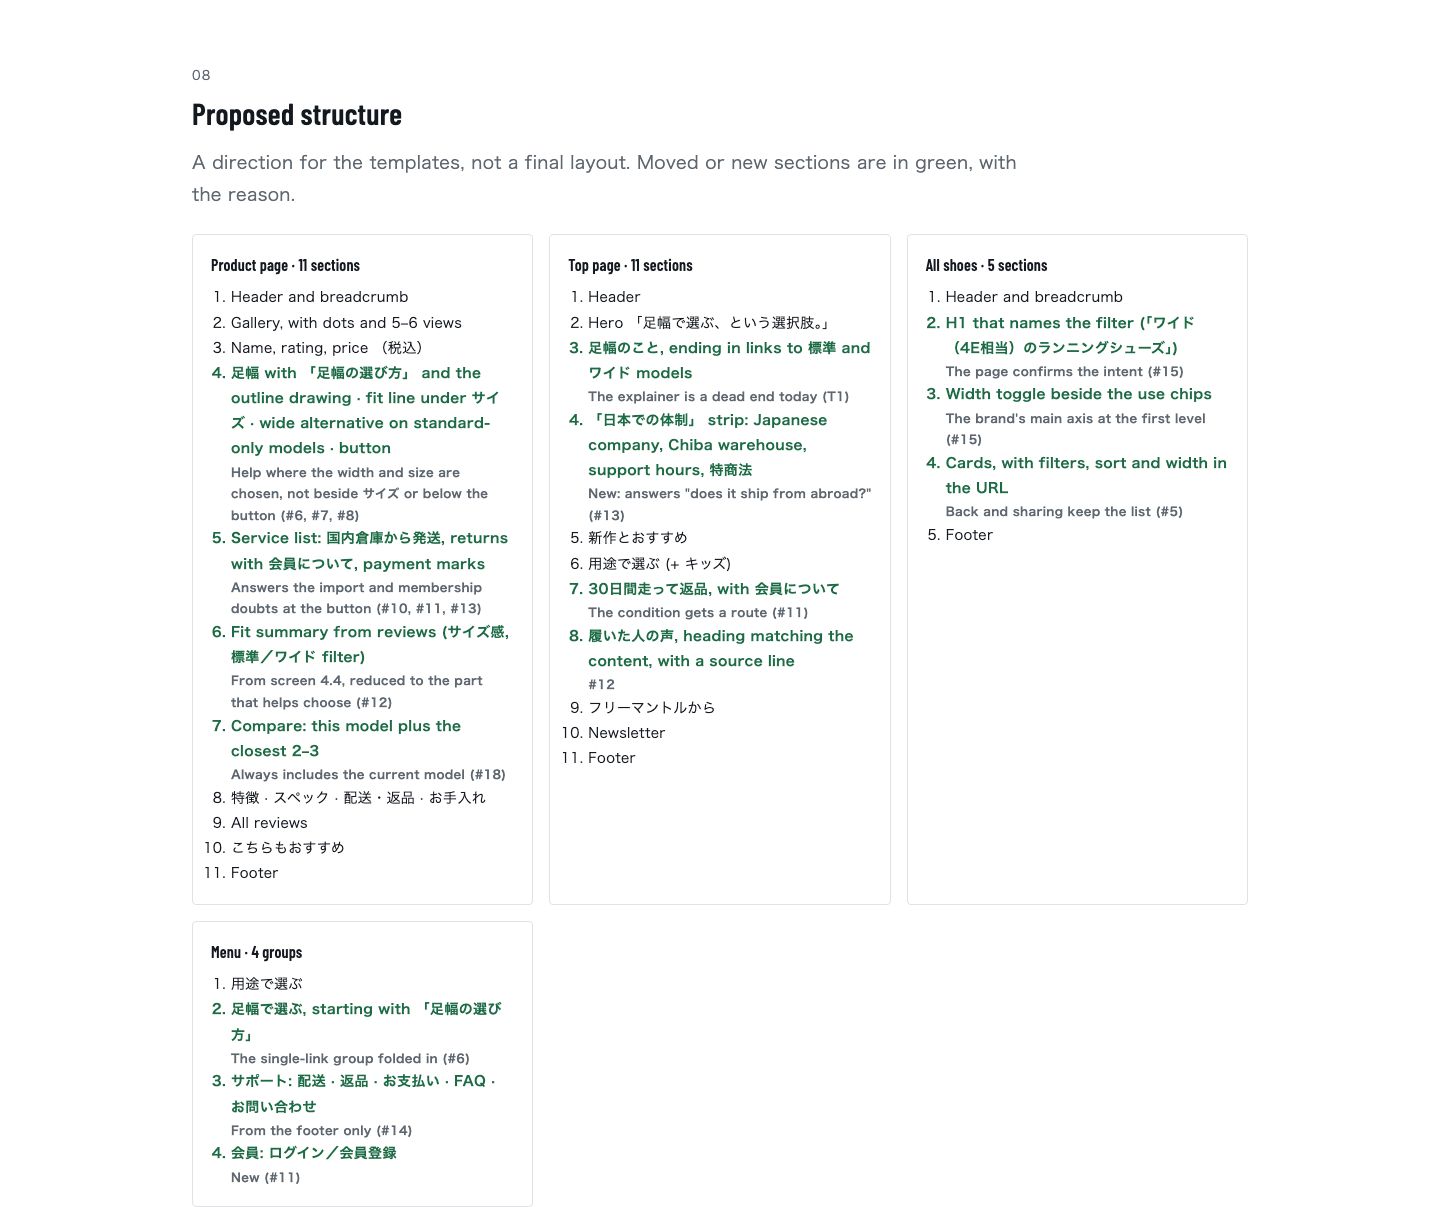 08
Proposed structure
A direction for the templates, not a final layout. Moved or new sections are in green, with
the reason.
Product page · 11 sections
1. Header and breadcrumb
2. Gallery, with dots and 5–6 views
3. Name, rating, price （税込）
4. 足幅 with 「足幅の選び方」 and the
outline drawing · fit line under サイ
ズ · wide alternative on standard-
only models · button
Help where the width and size are
chosen, not beside サイズ or below the
button (#6, #7, #8)
5. Service list: 国内倉庫から発送, returns
with 会員について, payment marks
Answers the import and membership
doubts at the button (#10, #11, #13)
6. Fit summary from reviews (サイズ感,
標準／ワイド filter)
From screen 4.4, reduced to the part
that helps choose (#12)
7. Compare: this model plus the
closest 2–3
Always includes the current model (#18)
8. 特徴 · スペック · 配送・返品 · お手入れ
9. All reviews
10. こちらもおすすめ
11. Footer
Top page · 11 sections
1. Header
2. Hero 「足幅で選ぶ、という選択肢。」
3. 足幅のこと, ending in links to 標準 and
ワイド models
The explainer is a dead end today (T1)
4. 「日本での体制」 strip: Japanese
company, Chiba warehouse,
support hours, 特商法
New: answers "does it ship from abroad?"
(#13)
5. 新作とおすすめ
6. 用途で選ぶ (+ キッズ)
7. 30日間走って返品, with 会員について
The condition gets a route (#11)
8. 履いた人の声, heading matching the
content, with a source line
#12
9. フリーマントルから
10. Newsletter
11. Footer
All shoes · 5 sections
1. Header and breadcrumb
2. H1 that names the filter (「ワイド
（4E相当）のランニングシューズ」)
The page confirms the intent (#15)
3. Width toggle beside the use chips
The brand's main axis at the first level
(#15)
4. Cards, with filters, sort and width in
the URL
Back and sharing keep the list (#5)
5. Footer
Menu · 4 groups
1. 用途で選ぶ
2. 足幅で選ぶ, starting with 「足幅の選び
方」
The single-link group folded in (#6)
3. サポート: 配送 · 返品 · お支払い · FAQ ·
お問い合わせ
From the footer only (#14)
4. 会員: ログイン／会員登録
New (#11)